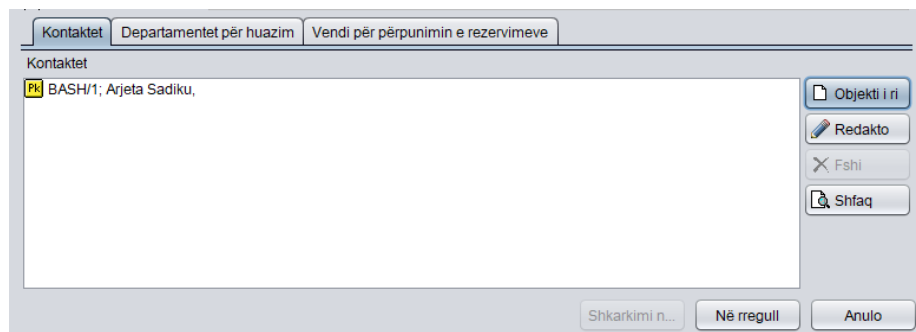 Kontaktet Departamentet për huazim Vendi për përpunimin e rezervimeve
Kontaktet
Pk BASH/1; Arjeta Sadiku,
Objekti i ri
Redakto
Fshi
Shfaq
Shkarkimi n... Në rregull Anulo